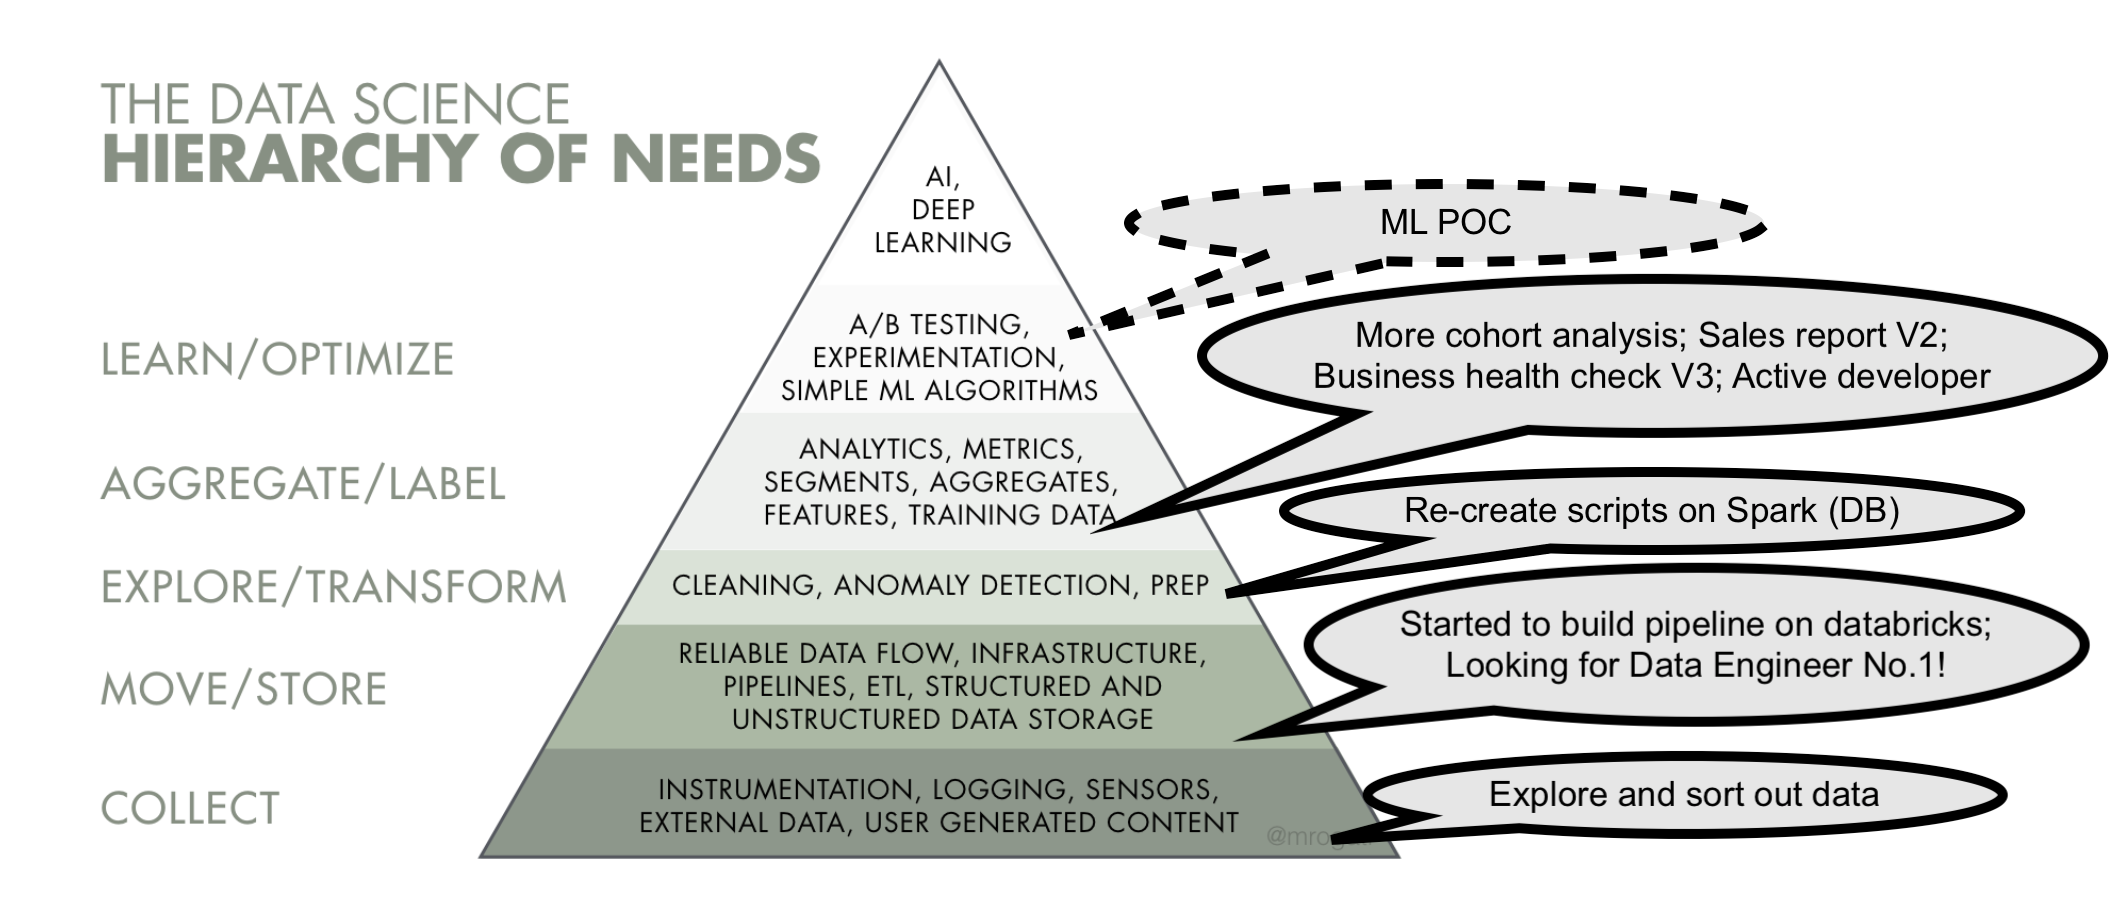 THE DATA SCIENCE
HIERARCHY OF NEEDS
AI,
DEEP
LEARNING
LEARN/OPTIMIZE
A/B TESTING,
EXPERIMENTATION,
SIMPLE ML ALGORITHMS
AGGREGATE/LABEL
ANALYTICS, METRICS,
SEGMENTS, AGGREGATES,
FEATURES, TRAINING DATA
EXPLORE/TRANSFORM
CLEANING, ANOMALY DETECTION, PREP
MOVE/STORE
RELIABLE DATA FLOW, INFRASTRUCTURE,
PIPELINES, ETL, STRUCTURED AND
UNSTRUCTURED DATA STORAGE
COLLECT
INSTRUMENTATION, LOGGING, SENSORS,
EXTERNAL DATA, USER GENERATED CONTENT
ML POC
More cohort analysis; Sales report V2;
Business health check V3; Active developer
Re-create scripts on Spark (DB)
Started to build pipeline on databricks;
Looking for Data Engineer No.1!
Explore and sort out data